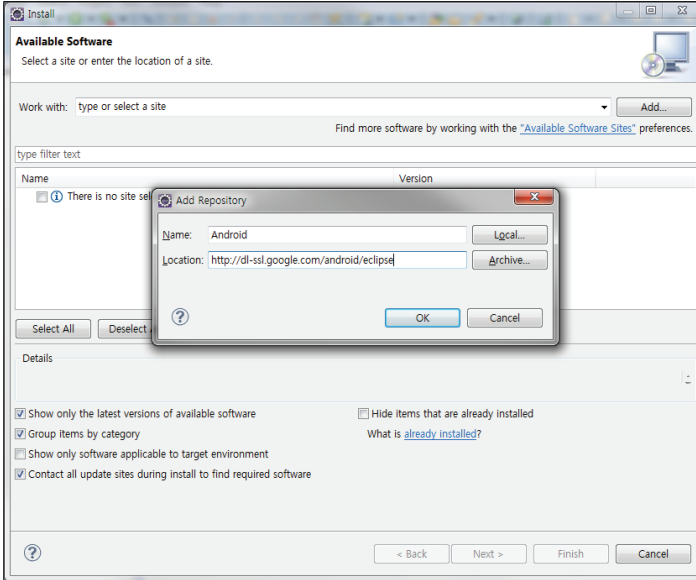 Install
Available Software
Select a site or enter the location of a site.
Work with: type or select a site Add...
Find more software by working with the "Available Software Sites" preferences.
type filter text
Name Version
There is no site sel
Add Repository
Name: Android Local...
Location: http://dl-ssl.google.com/android/eclipse Archive...
OK Cancel
Select All Deselect
Details
Show only the latest versions of available software Hide items that are already installed
Group items by category What is already installed?
Show only software applicable to target environment
Contact all update sites during install to find required software
< Back Next > Finish Cancel